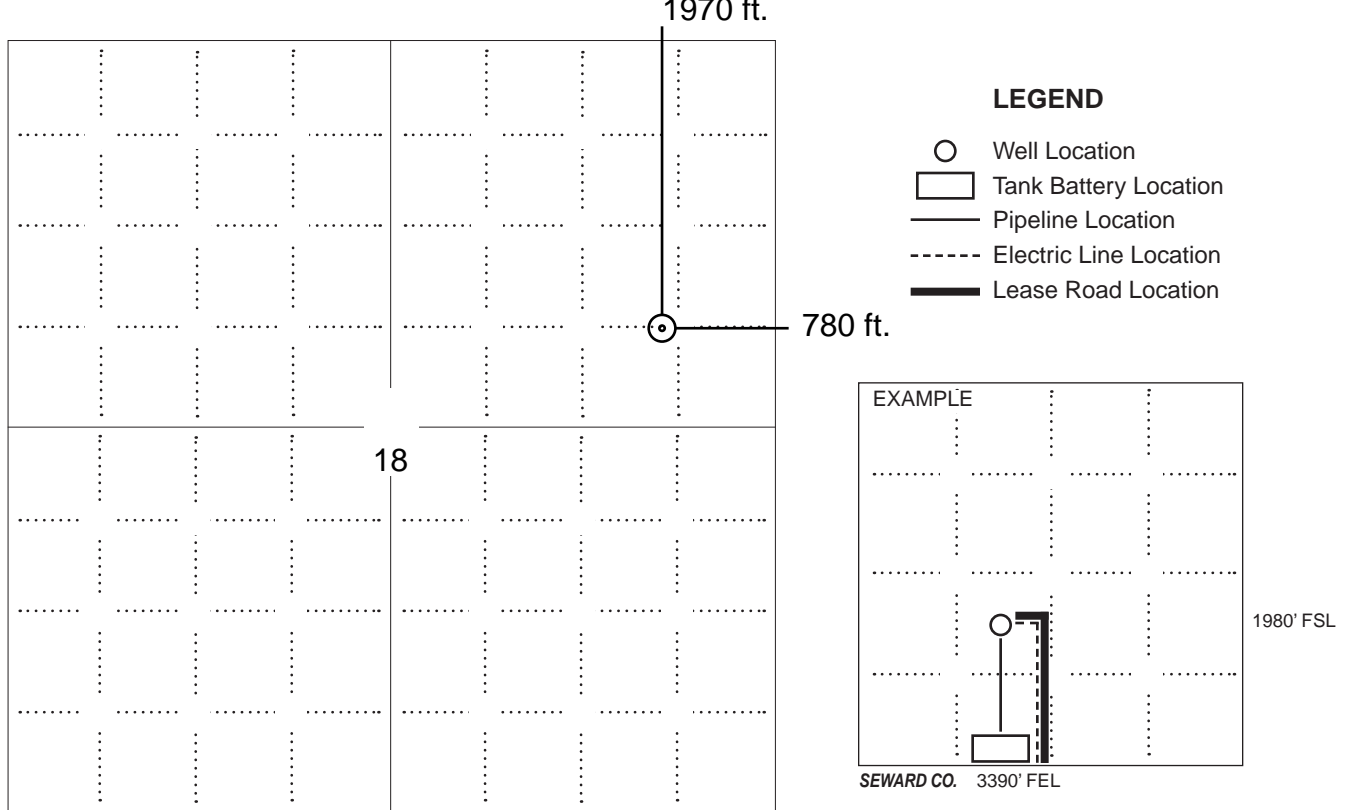 1970 ft.
LEGEND
Well Location
Tank Battery Location
Pipeline Location
Electric Line Location
Lease Road Location
780 ft.
EXAMPLE
18
1980' FSL
SEWARD CO. 3390' FEL